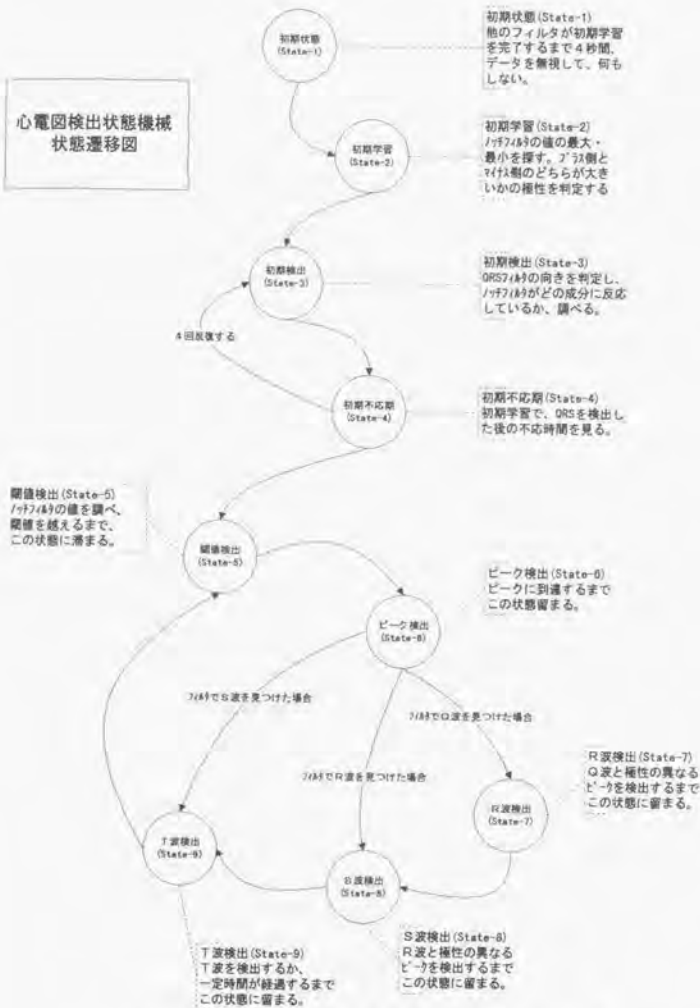 初期状態
(State-1)
初期状態(State-1)
他のフィルタが初期学習
を完了するまで４秒間、
データを無視して、何も
しない。
心電図検出状態機械
状態遷移図
初期学習
(State-2)
初期学習(State-2)
ﾉｯﾁﾌｨﾙﾀの値の最大・
最小を探す。ﾌﾟﾗｽ側と
ﾏｲﾅｽ側のどちらが大き
いかの極性を判定する
初期検出
(State-3)
初期検出(State-3)
QRSﾌｨﾙﾀの向きを判定し、
ﾉｯﾁﾌｨﾙﾀがどの成分に反応
しているか、調べる。
４回反復する
初期不応期
(State-4)
初期不応期(State-4)
初期学習で、QRSを検出し
た後の不応時間を見る。
閾値検出(State-5)
ﾉｯﾁﾌｨﾙﾀの値を調べ、
閾値を越えるまで、
この状態に滞まる。
閾値検出
(State-5)
ピーク検出(State-6)
ピークに到達するまで
この状態留まる。
ピーク検出
(State-6)
ﾌｨﾙﾀでＳ波を見つけた場合
ﾌｨﾙﾀでＱ波を見つけた場合
ﾌｨﾙﾀでＲ波を見つけた場合
Ｒ波検出(State-7)
Ｑ波と極性の異なる
ﾋﾟｰｸを検出するまで
この状態に留まる。
Ｒ波検出
(State-7)
Ｔ波検出
(State-9)
Ｓ波検出
(State-8)
Ｔ波検出(State-9)
Ｔ波を検出するか、
一定時間が経過するまで
この状態に留まる。
Ｓ波検出(State-8)
Ｒ波と極性の異なる
ﾋﾟｰｸを検出するまで
この状態に留まる。